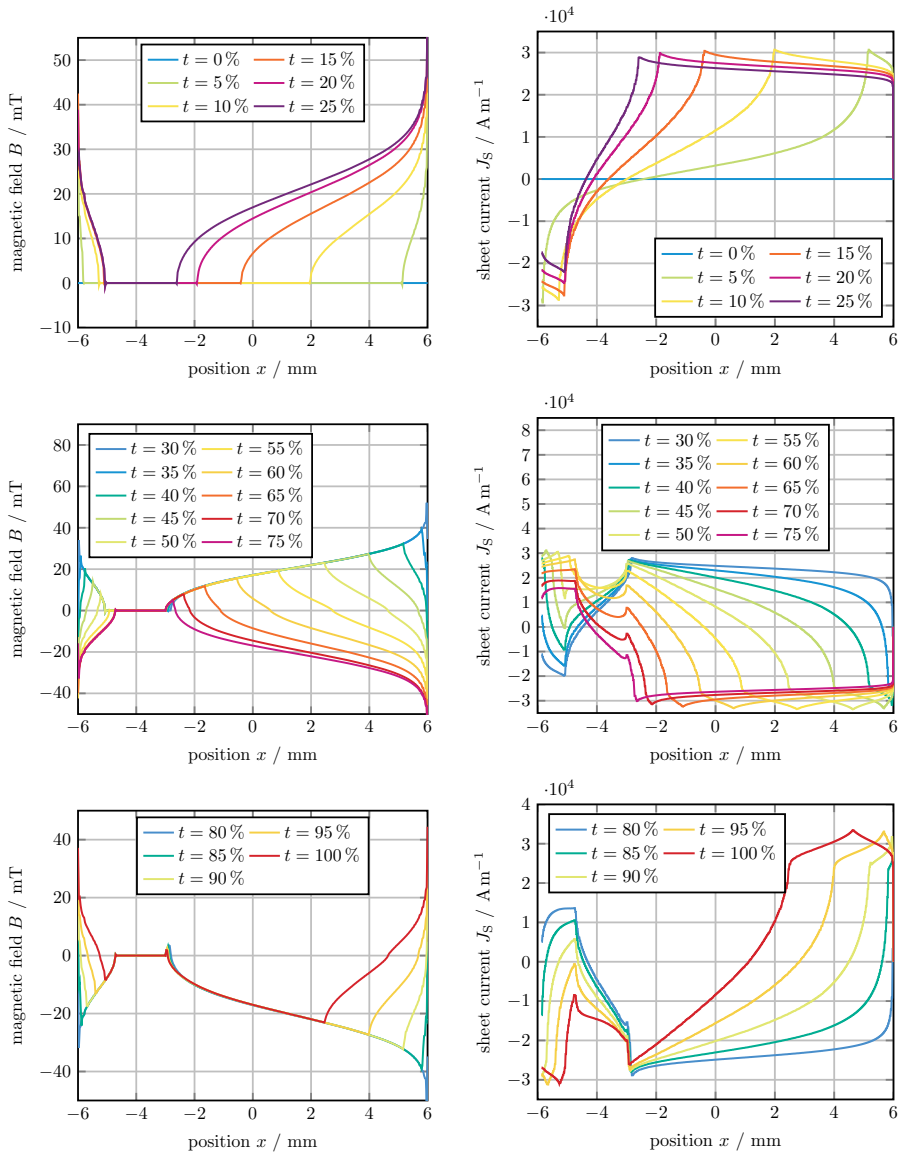 magnetic field B / mT
50
40
30
20
10
0
−10
t = 0 % t = 15 %
t = 5 % t = 20 %
t = 10 % t = 25 %
−6 −4 −2 0 2 4 6
position x / mm
·10⁴
sheet current J_S / A m⁻¹
3
2
1
0
−1
−2
−3
t = 0 % t = 15 %
t = 5 % t = 20 %
t = 10 % t = 25 %
−6 −4 −2 0 2 4 6
position x / mm
magnetic field B / mT
80
60
40
20
0
−20
−40
t = 30 % t = 55 %
t = 35 % t = 60 %
t = 40 % t = 65 %
t = 45 % t = 70 %
t = 50 % t = 75 %
−6 −4 −2 0 2 4 6
position x / mm
·10⁴
sheet current J_S / A m⁻¹
8
7
6
5
4
3
2
1
0
−1
−2
−3
t = 30 % t = 55 %
t = 35 % t = 60 %
t = 40 % t = 65 %
t = 45 % t = 70 %
t = 50 % t = 75 %
−6 −4 −2 0 2 4 6
position x / mm
magnetic field B / mT
40
20
0
−20
−40
t = 80 % t = 95 %
t = 85 % t = 100 %
t = 90 %
−6 −4 −2 0 2 4 6
position x / mm
·10⁴
sheet current J_S / A m⁻¹
4
3
2
1
0
−1
−2
−3
t = 80 % t = 95 %
t = 85 % t = 100 %
t = 90 %
−6 −4 −2 0 2 4 6
position x / mm